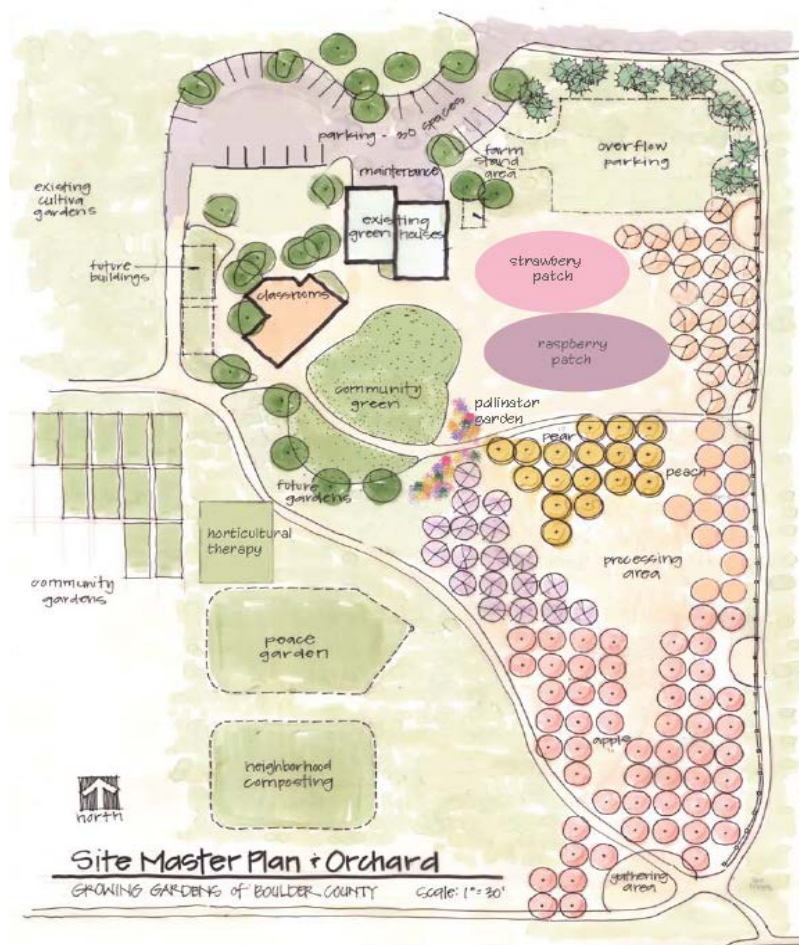 parking - 30 spaces
maintenance
farm
stand
area
overflow
parking
existing
cultiva
gardens
existing
green houses
future
buildings
classrooms
strawbery
patch
raspberry
patch
community
green
pollinator
garden
pear
peach
future
gardens
horticultural
therapy
processing
area
community
gardens
peace
garden
apple
neighborhood
composting
north
Site Master Plan + Orchard
GROWING GARDENS of BOULDER COUNTY
SCALE: 1"= 30'
gathering
area